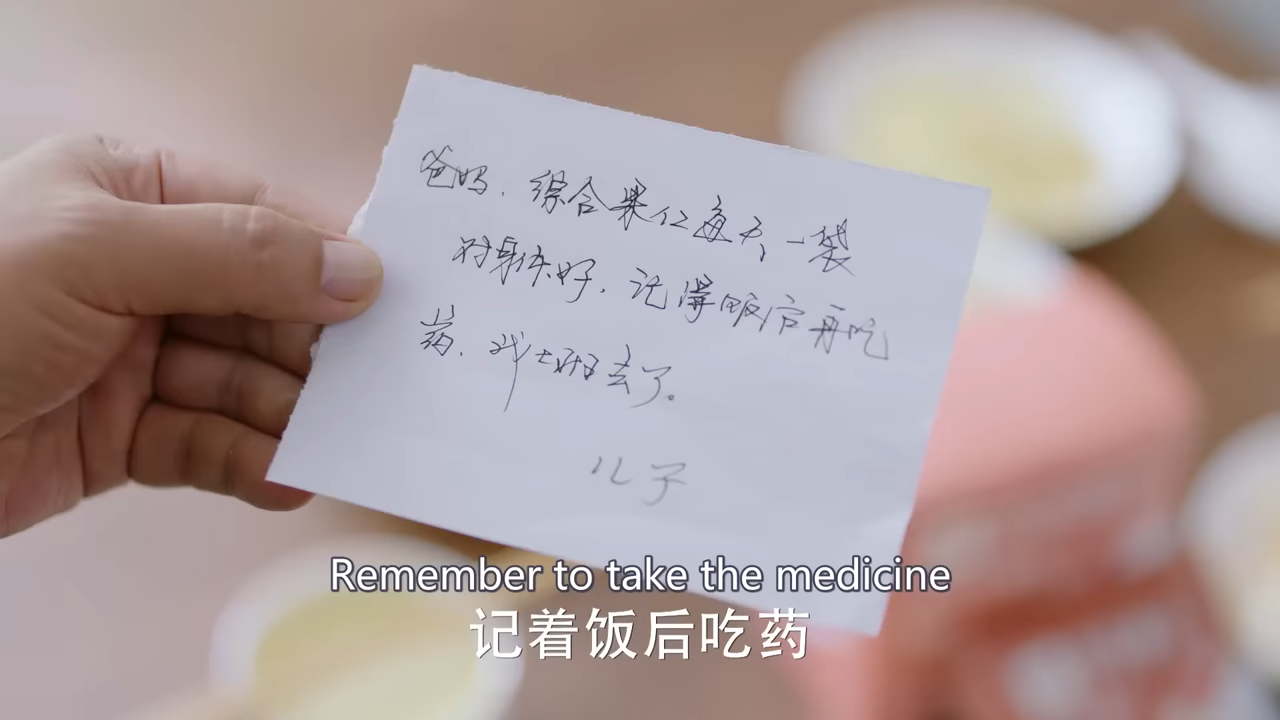 爸妈、综合果仁每天一袋
对身体好，记得饭后再吃
药、我上班去了。
儿子
Remember to take the medicine
记着饭后吃药